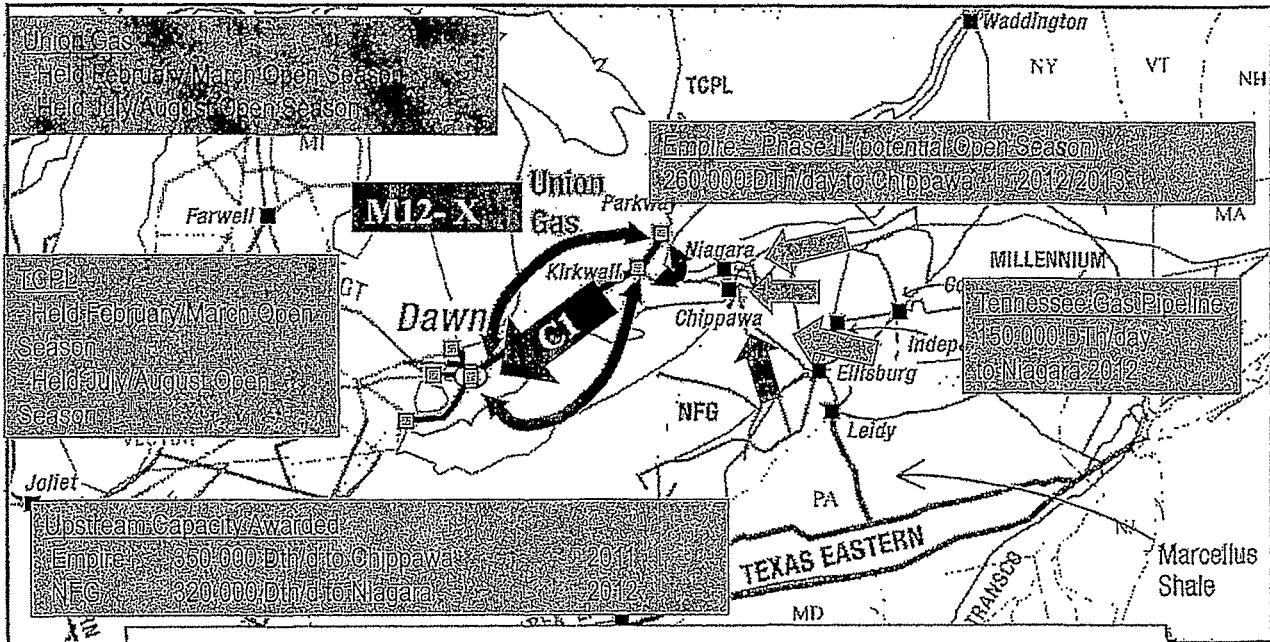 Union Gas
- Held February/March Open Season
- Held July/August Open Season
Waddington
NY
VT
NH
TCPL
MI
Empire – Phase II (potential Open Season)
260,000 DTh/day to Chippawa 2012/2013
M12-X
Union
Gas
Farwell
Niagara
MA
TCPL
- Held February/March Open
Season
- Held July/August Open
Season
GT
Kirkwall
MILLENNIUM
Dawn
C1
Chippawa
Tennessee Gas Pipeline
150,000 DTh/day
to Niagara 2012
Ellisburg
NFG
Leidy
Joliet
PA
Upstream Capacity Awarded
Empire 350,000 Dth/d to Chippawa 2011
NFG 320,000 Dth/d to Niagara 2012
TEXAS EASTERN
TRANSCO
Marcellus
Shale
MD